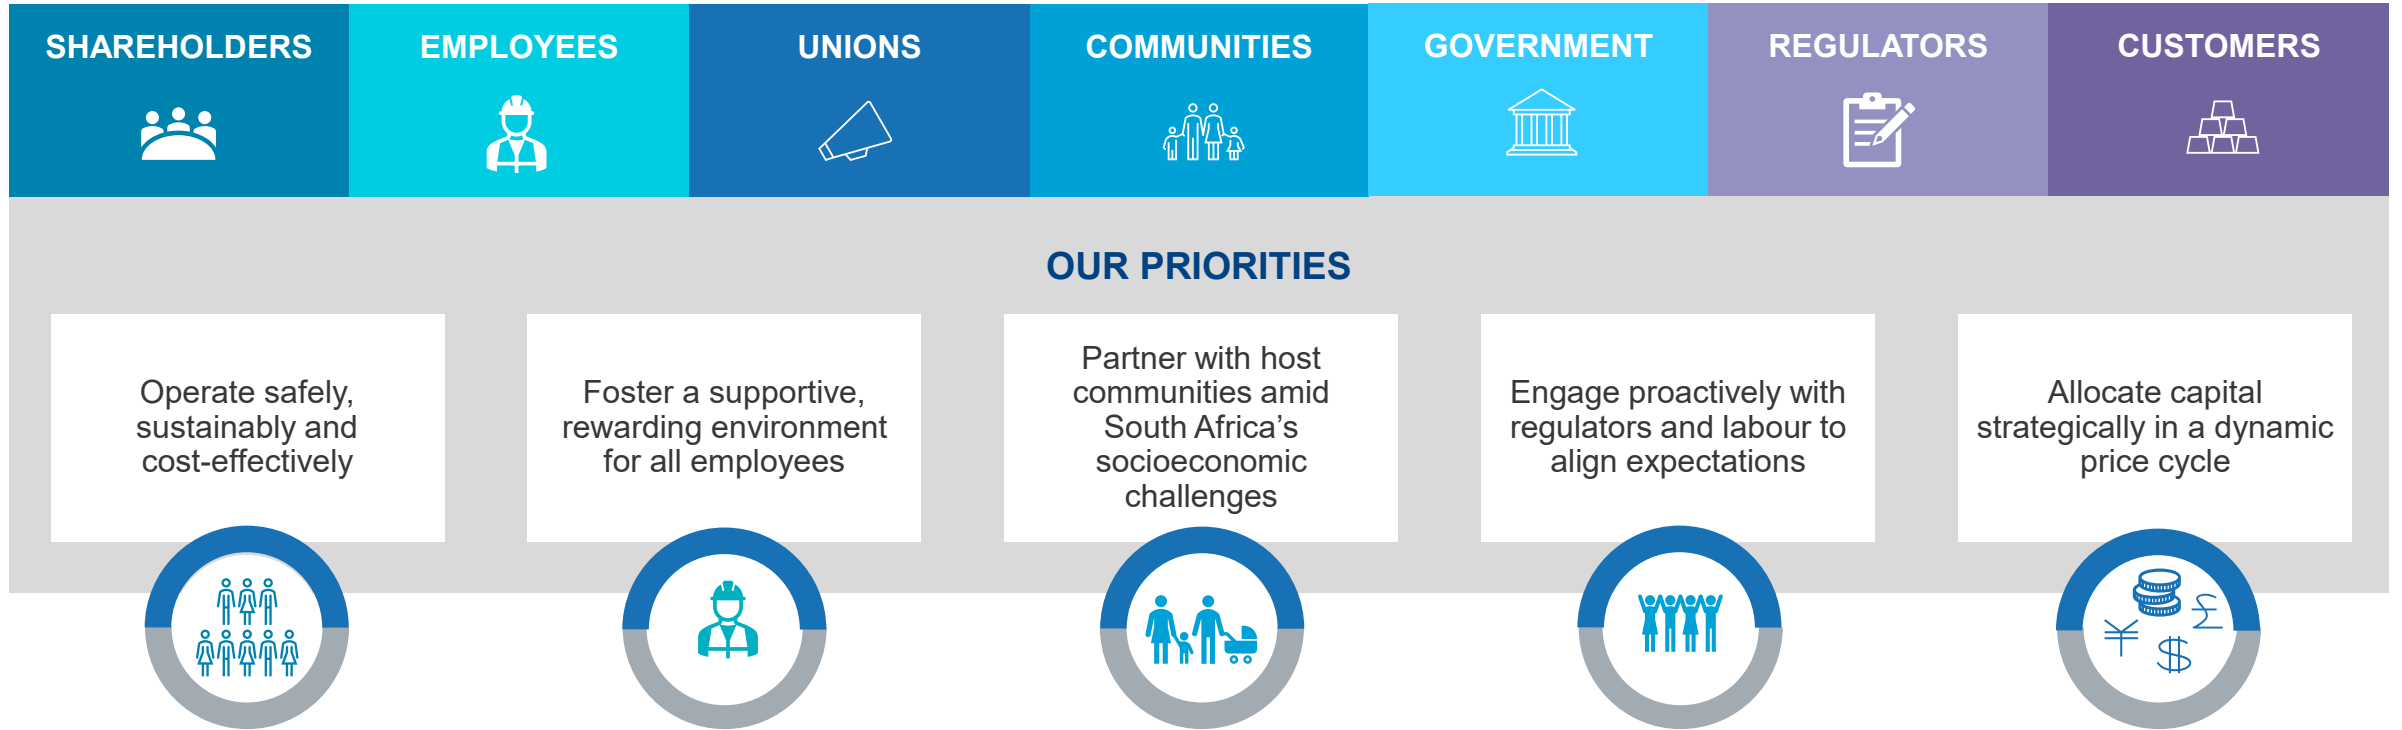 SHAREHOLDERS
EMPLOYEES
UNIONS
COMMUNITIES
GOVERNMENT
REGULATORS
CUSTOMERS
OUR PRIORITIES
Operate safely,
sustainably and
cost-effectively
Foster a supportive,
rewarding environment
for all employees
Partner with host
communities amid
South Africa’s
socioeconomic
challenges
Engage proactively with
regulators and labour to
align expectations
Allocate capital
strategically in a dynamic
price cycle